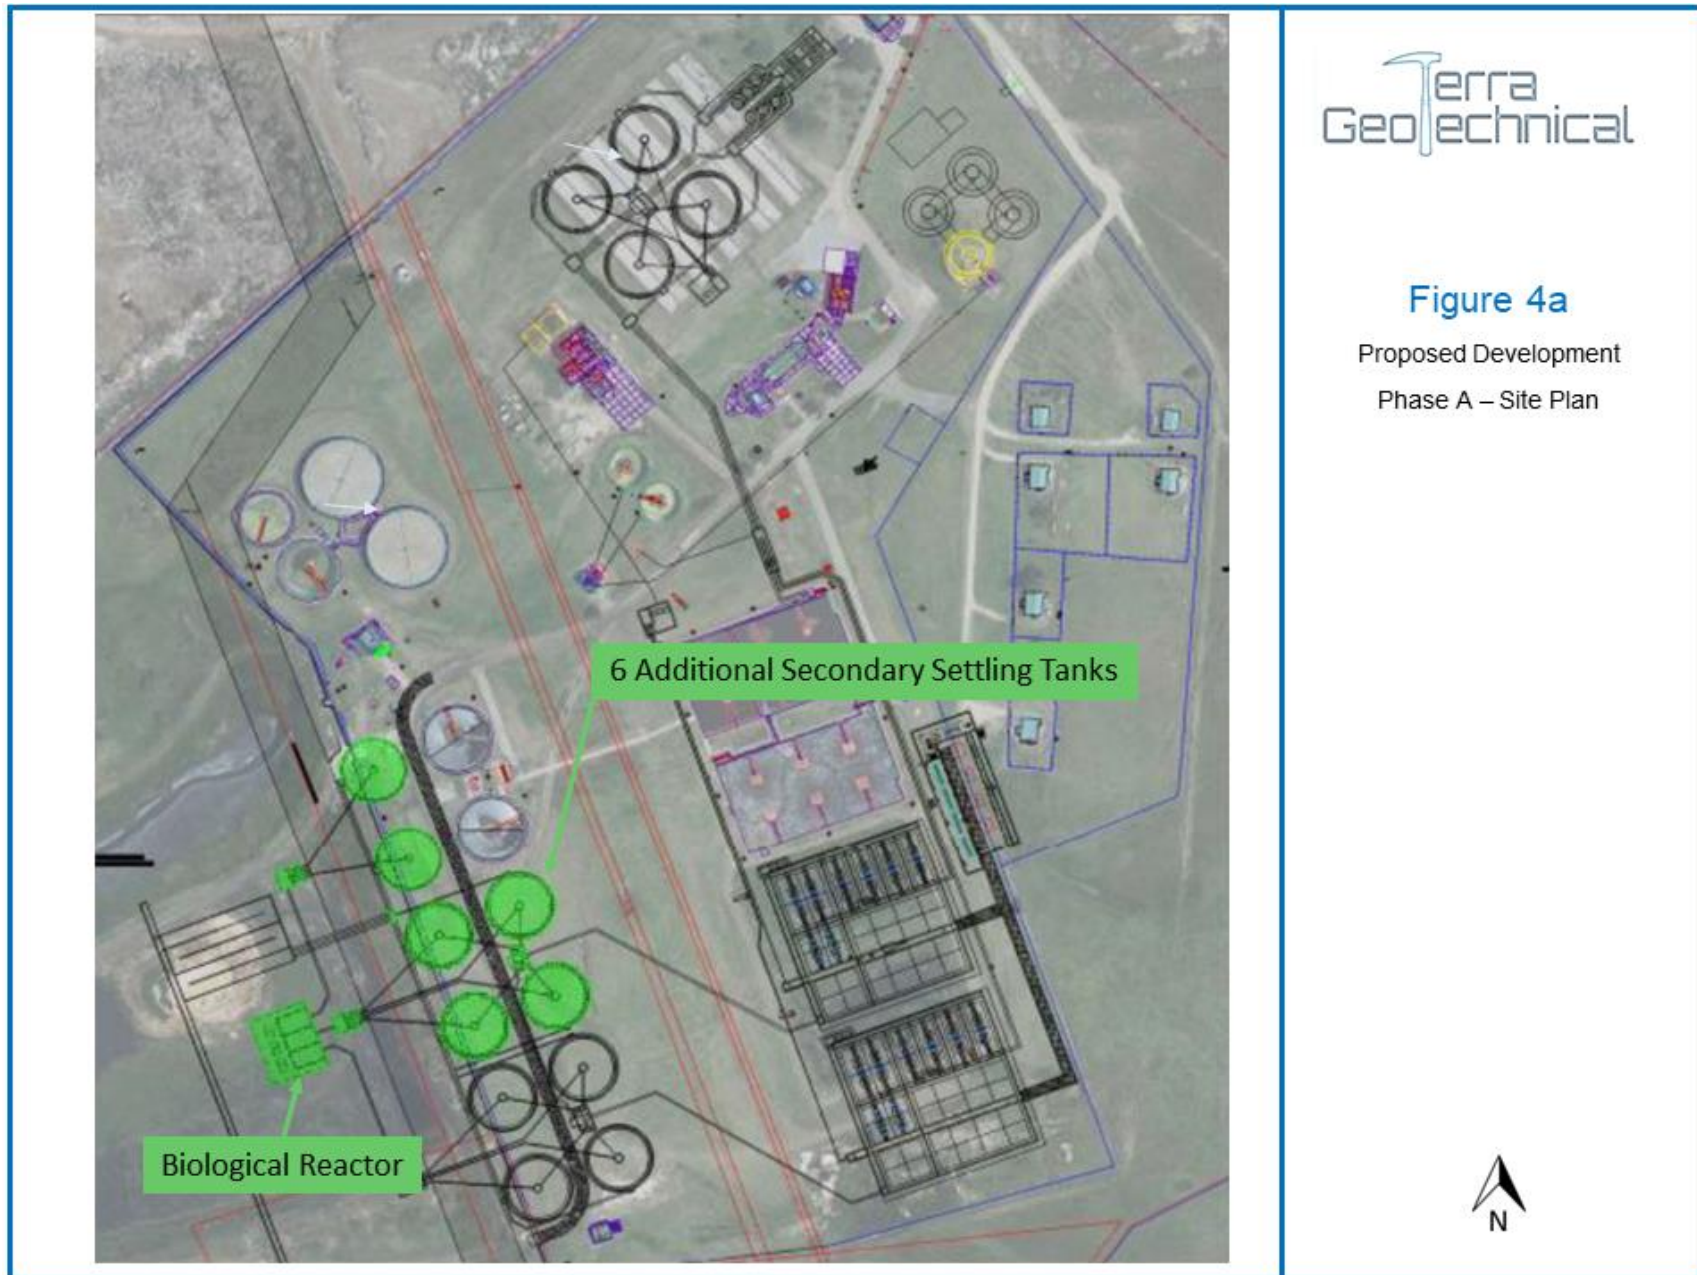 Terra
GeoTechnical
Figure 4a
Proposed Development
Phase A – Site Plan
6 Additional Secondary Settling Tanks
Biological Reactor
N